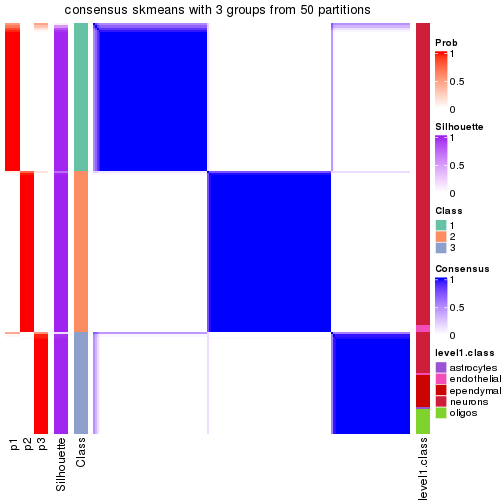 consensus skmeans with 3 groups from 50 partitions
Prob
1
0.5
0
Silhouette
1
0.5
0
Class
1
2
3
Consensus
1
0.5
0
level1.class
astrocytes
endothelial
ependymal
neurons
oligos
p1
p2
p3
Silhouette
Class
level1.class